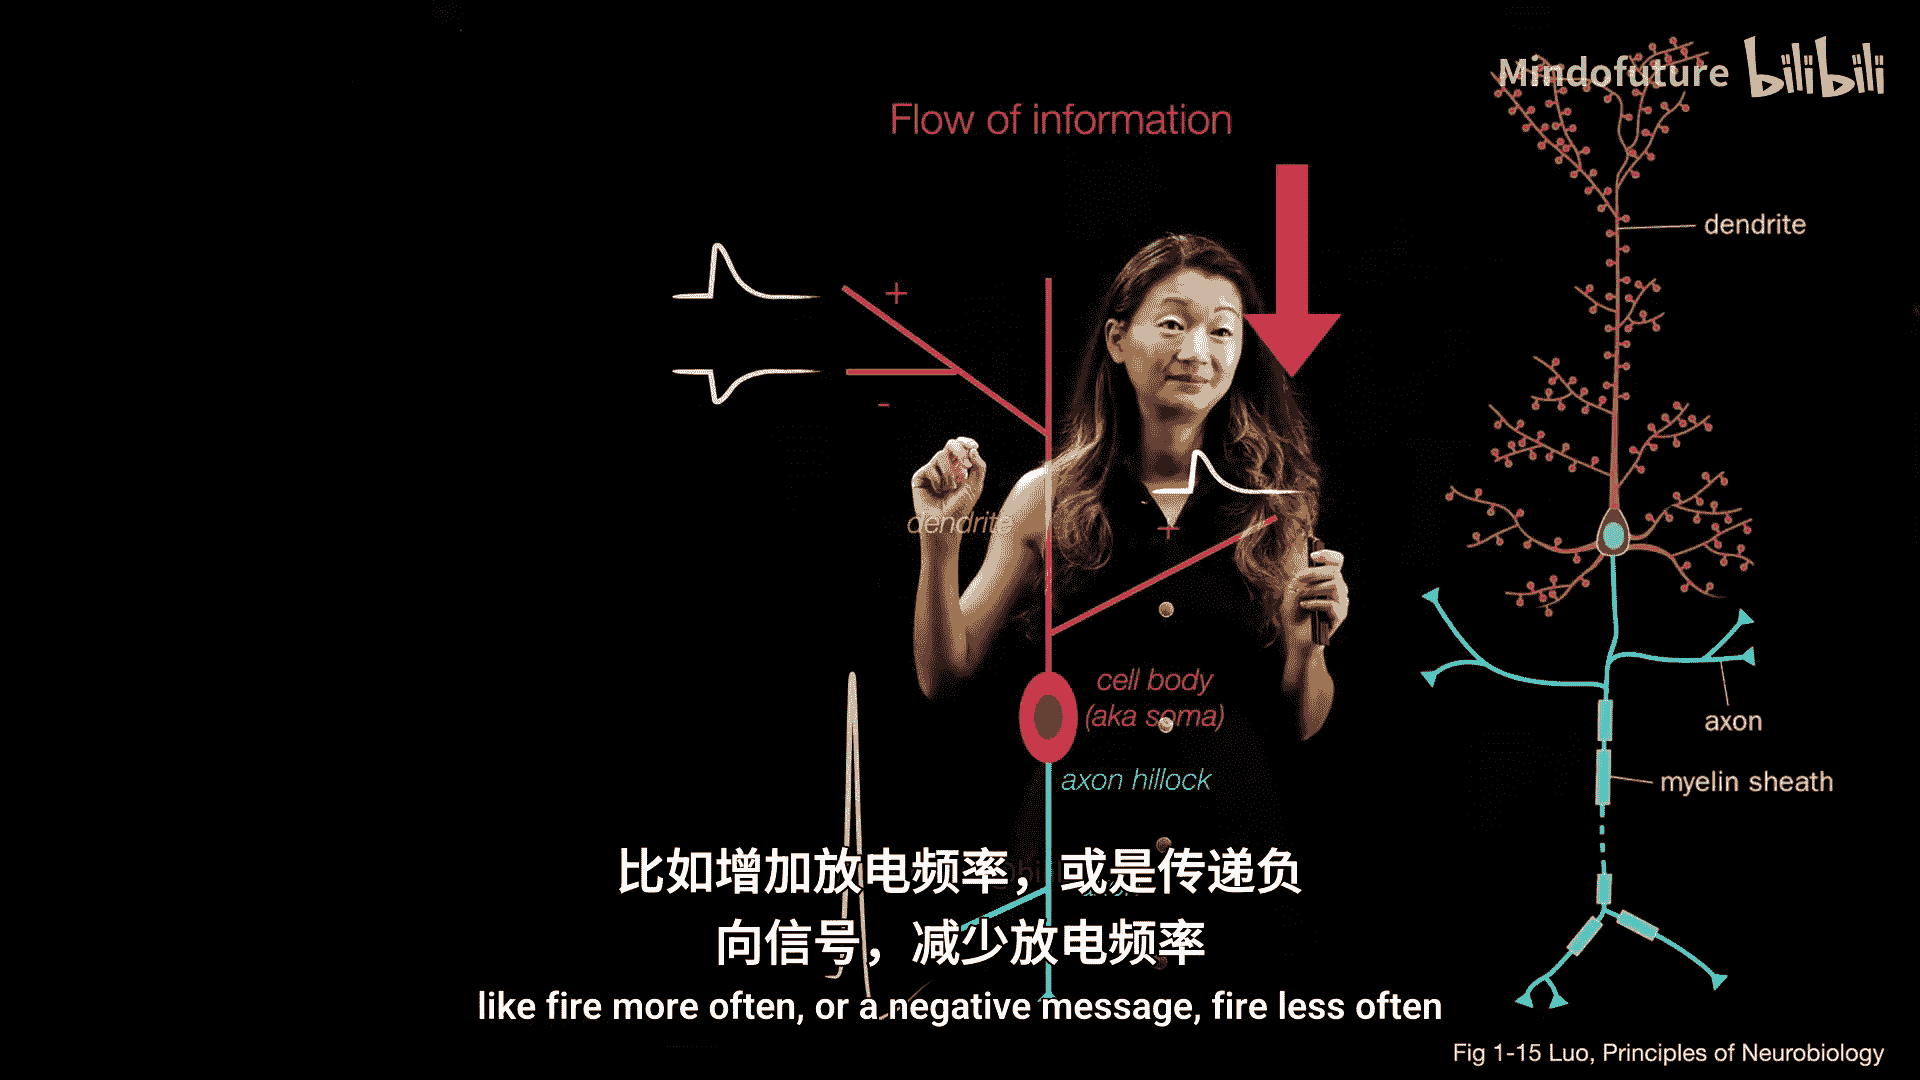 Mindofuture bilibili
Flow of information
dendrite
+
-
dendrite
+
cell body
(aka soma)
axon
axon hillock
myelin sheath
比如增加放电频率，或是传递负
向信号，减少放电频率
like fire more often, or a negative message, fire less often
Fig 1-15 Luo, Principles of Neurobiology